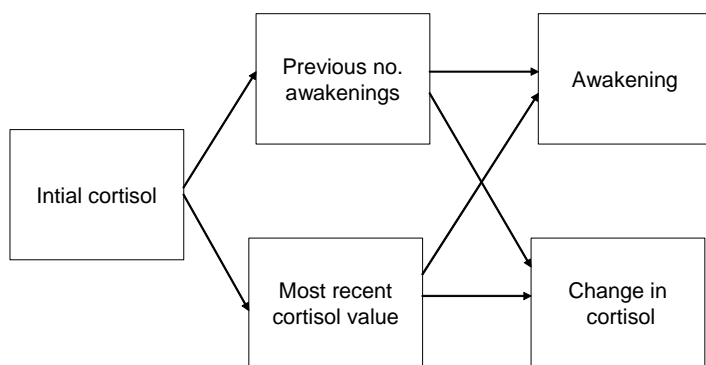 Previous no.
awakenings
Awakening
Intial cortisol
Most recent
cortisol value
Change in
cortisol